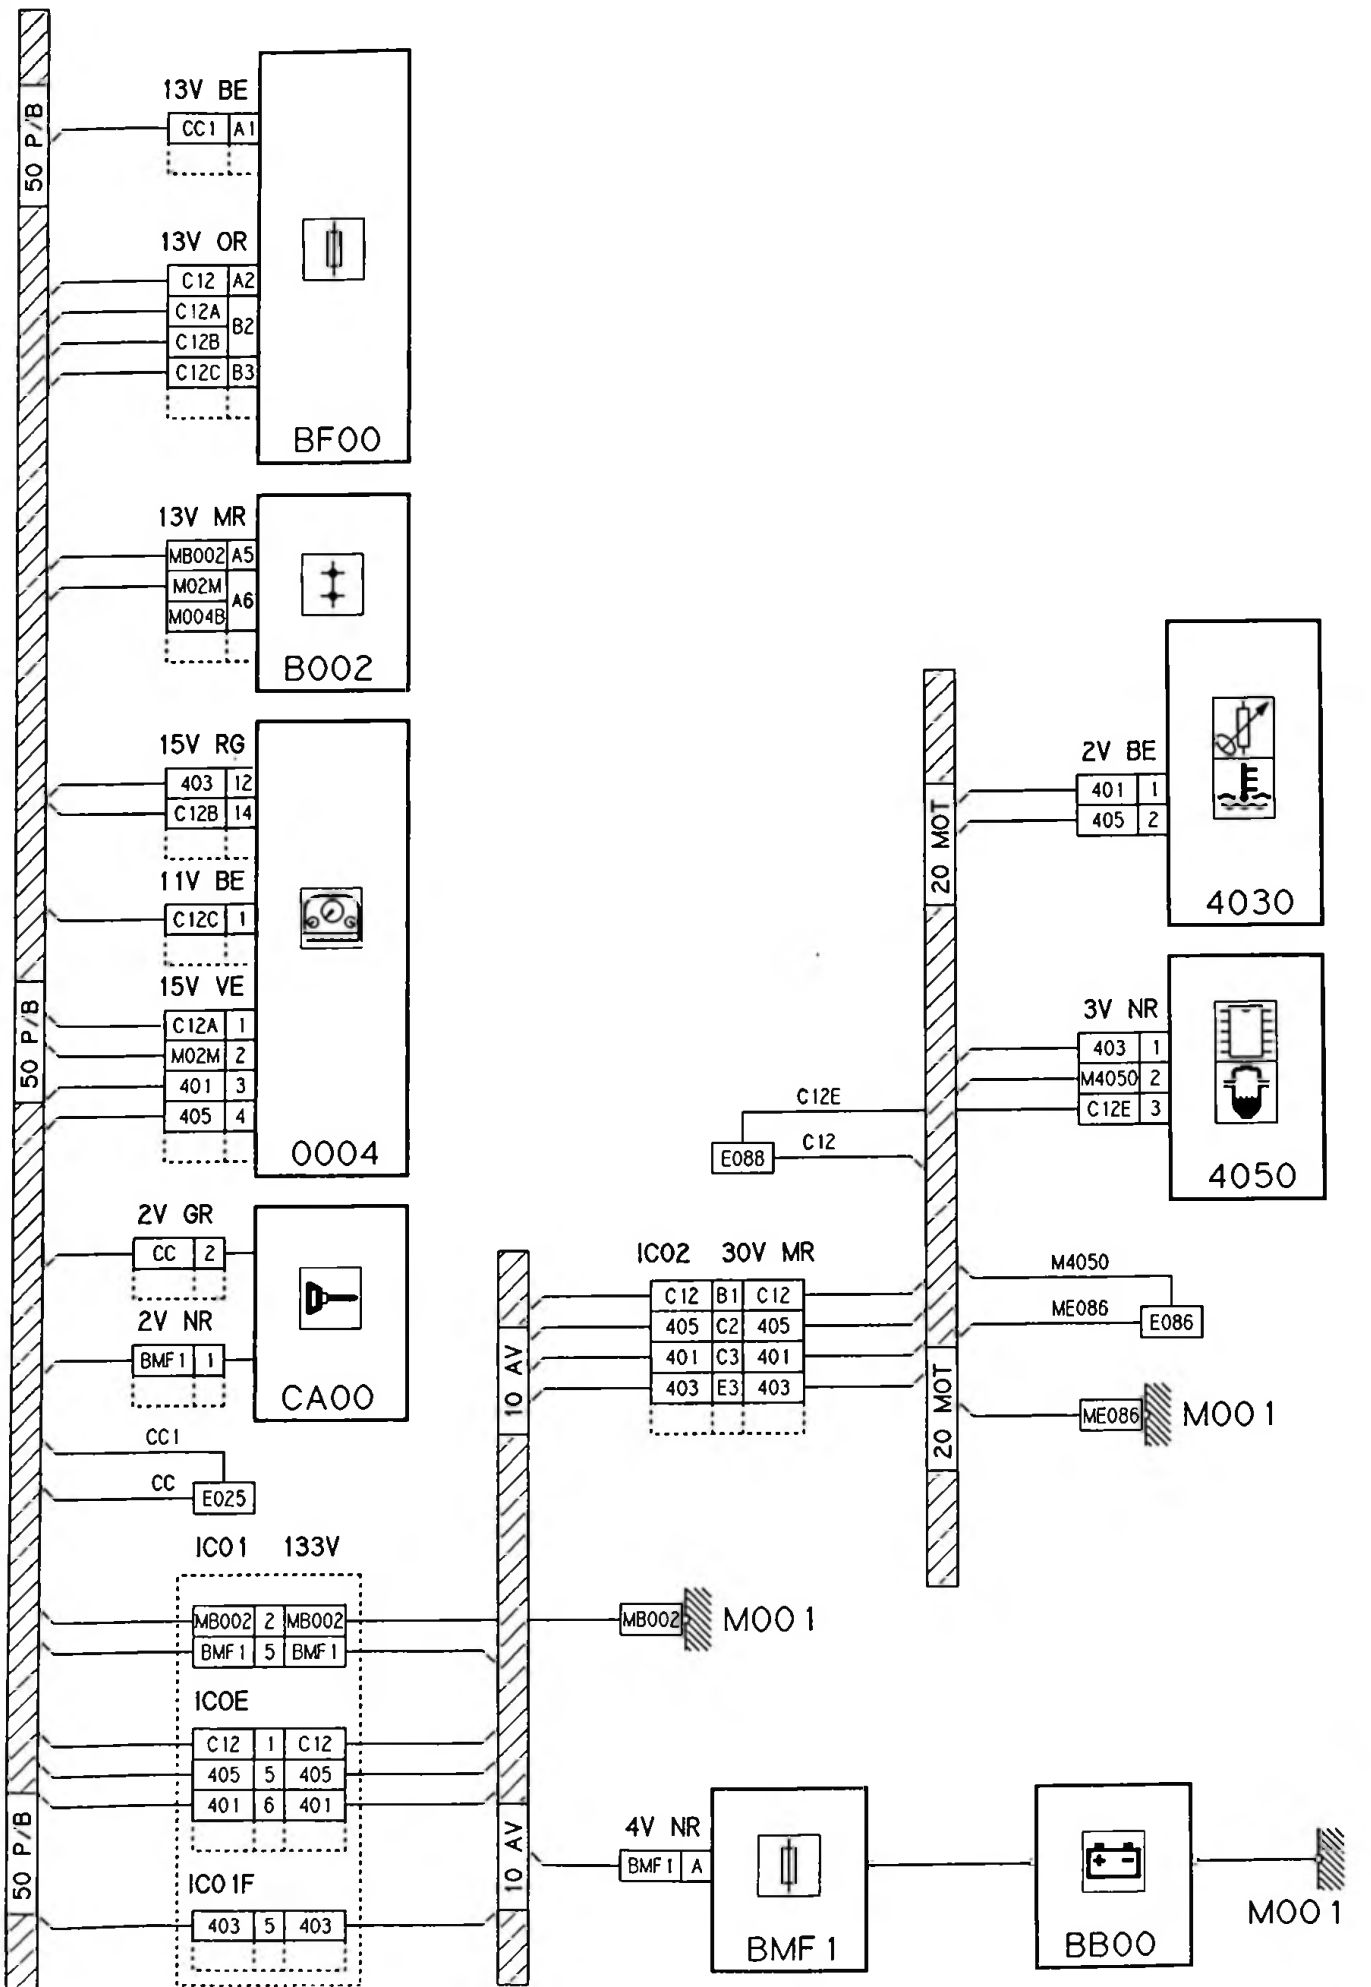 50 P/B
13V BE
CC1 A1
13V OR
C12 A2
C12A B2
C12B
C12C B3
BF00
13V MR
MB002 A5
M02M A6
M004B
B002
15V RG
403 12
C12B 14
11V BE
C12C 1
15V VE
C12A 1
M02M 2
401 3
405 4
0004
50 P/B
2V GR
CC 2
2V NR
BMF1 1
CA00
CC1
CC E025
IC01 133V
MB002 2 MB002
BMF1 5 BMF1
IC0E
C12 1 C12
405 5 405
401 6 401
IC01F
403 5 403
50 P/B
10 AV
10 AV
IC02 30V MR
C12 B1 C12
405 C2 405
401 C3 401
403 E3 403
MB002 M001
4V NR
BMF1 A
BMF1
BB00
M001
C12E
E088 C12
20 MOT
20 MOT
2V BE
401 1
405 2
4030
3V NR
403 1
M4050 2
C12E 3
4050
M4050
ME086 E086
ME086 M001